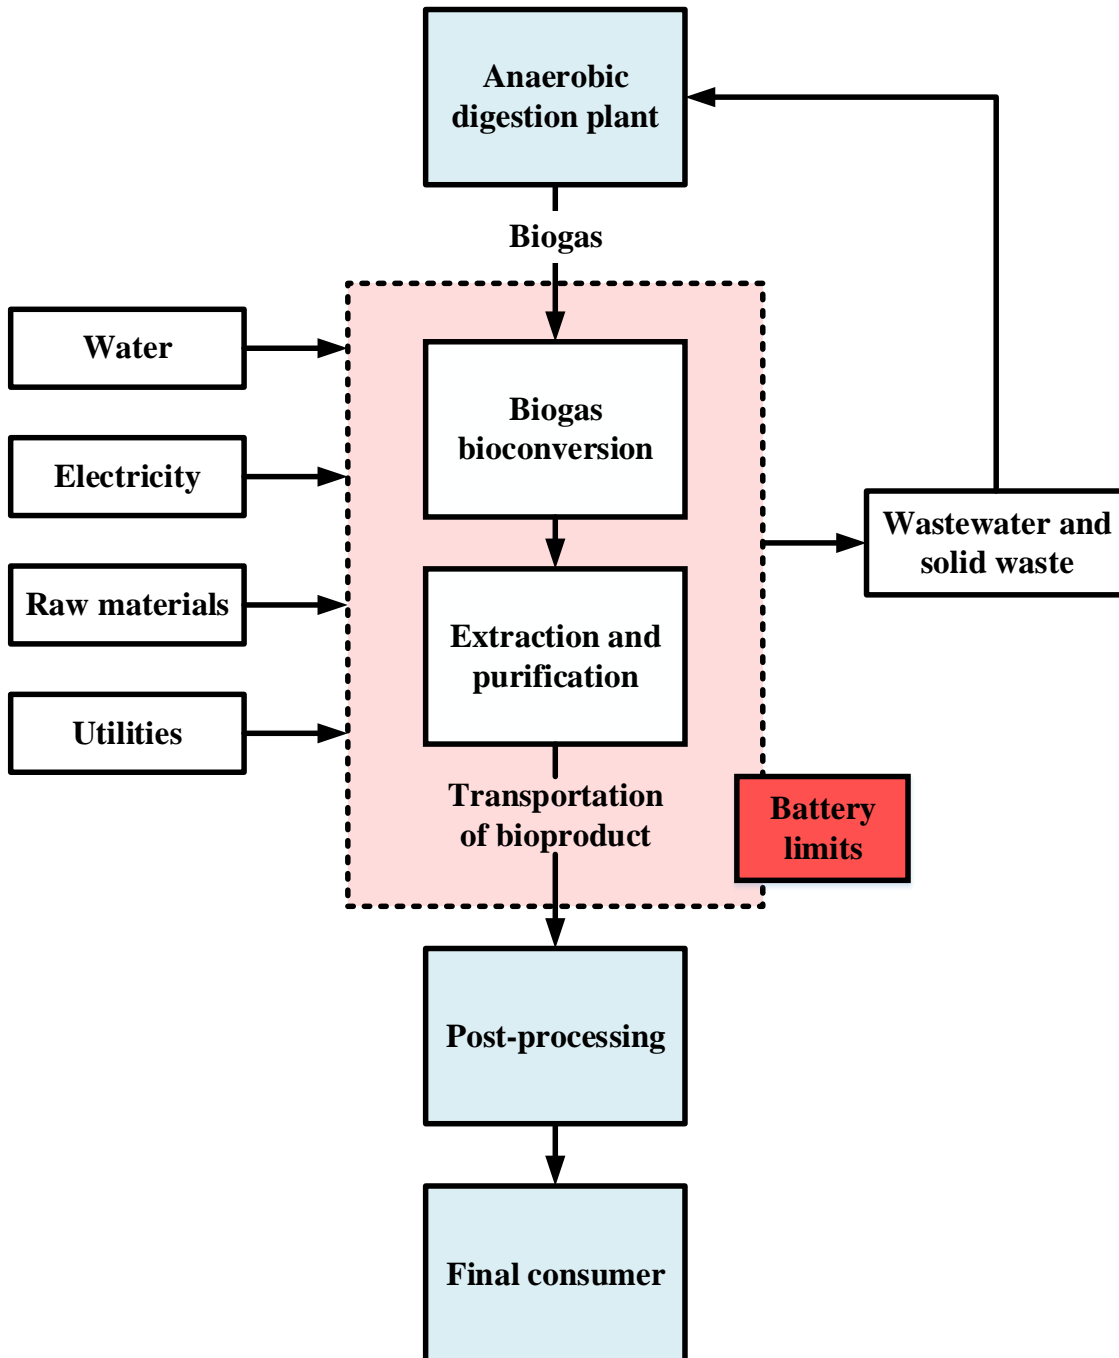 Anaerobic
digestion plant
Biogas
Water
Electricity
Raw materials
Utilities
Biogas
bioconversion
Extraction and
purification
Transportation
of bioproduct
Wastewater and
solid waste
Battery
limits
Post-processing
Final consumer